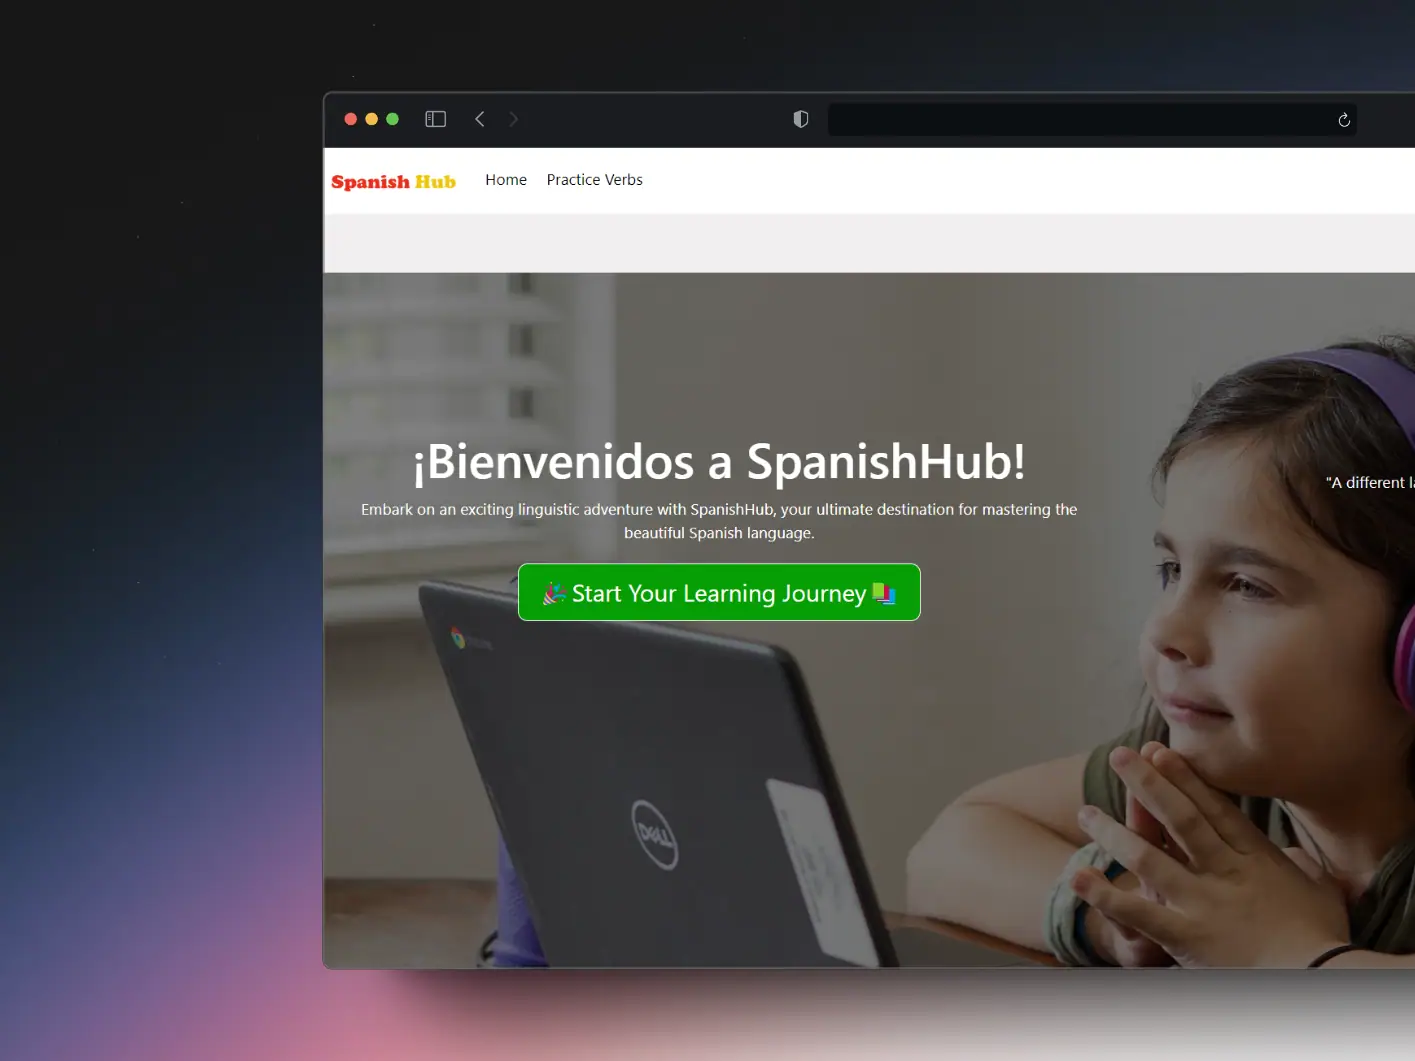 Spanish Hub
Home
Practice Verbs
¡Bienvenidos a SpanishHub!
"A different
Embark on an exciting linguistic adventure with SpanishHub, your ultimate destination for mastering the
beautiful Spanish language.
🎉 Start Your Learning Journey 📚
DELL